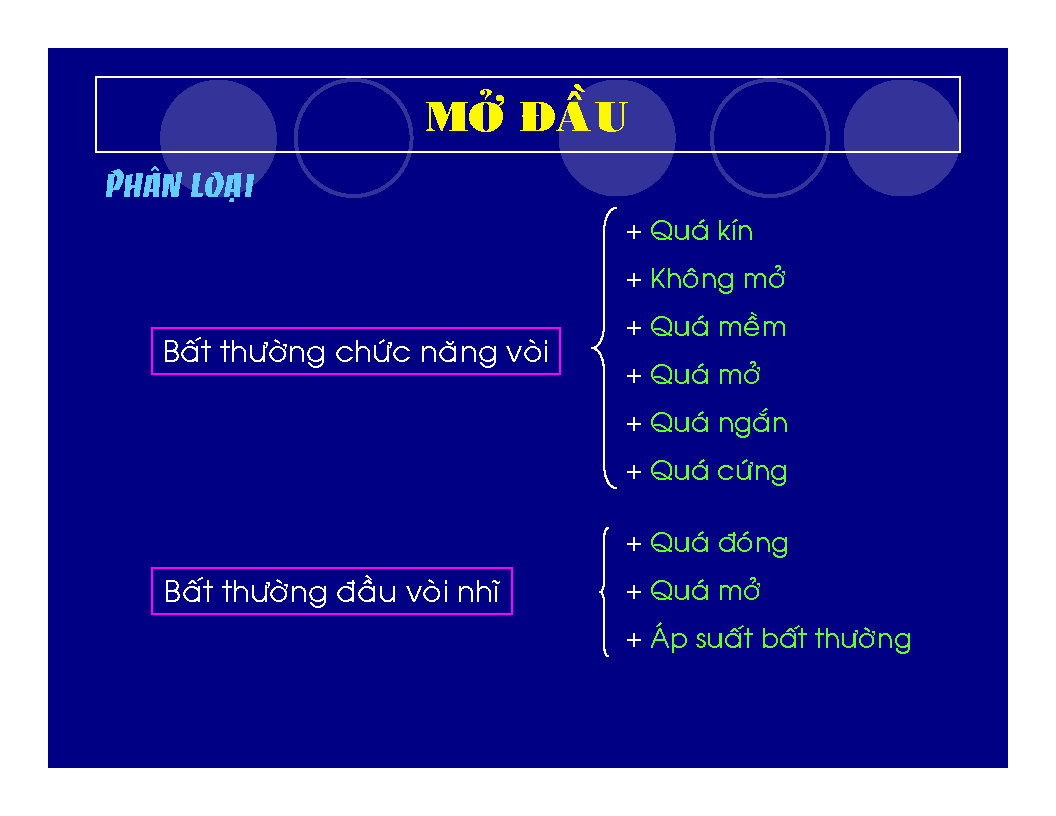 MỞ ĐẦU
PHÂN LOẠI
+ Quá kín
+ Không mở
+ Quá mềm
Bất thường chức năng vòi
+ Quá mở
+ Quá ngắn
+ Quá cứng
+ Quá đóng
Bất thường đầu vòi nhĩ
+ Quá mở
+ Áp suất bất thường